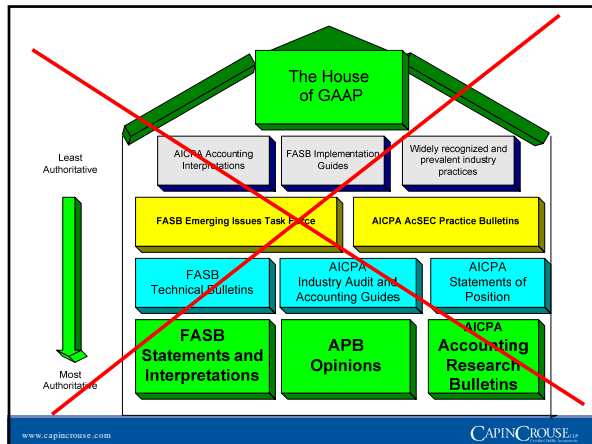 The House
of GAAP
Least
Authoritative
AICPA Accounting
Interpretations
FASB Implementation
Guides
Widely recognized and
prevalent industry
practices
FASB Emerging Issues Task Force
AICPA AcSEC Practice Bulletins
FASB
Technical Bulletins
AICPA
Industry Audit and
Accounting Guides
AICPA
Statements of
Position
FASB
Statements and
Interpretations
APB
Opinions
AICPA
Accounting
Research
Bulletins
Most
Authoritative
www.capincrouse.com
CAPINCROUSE LLP